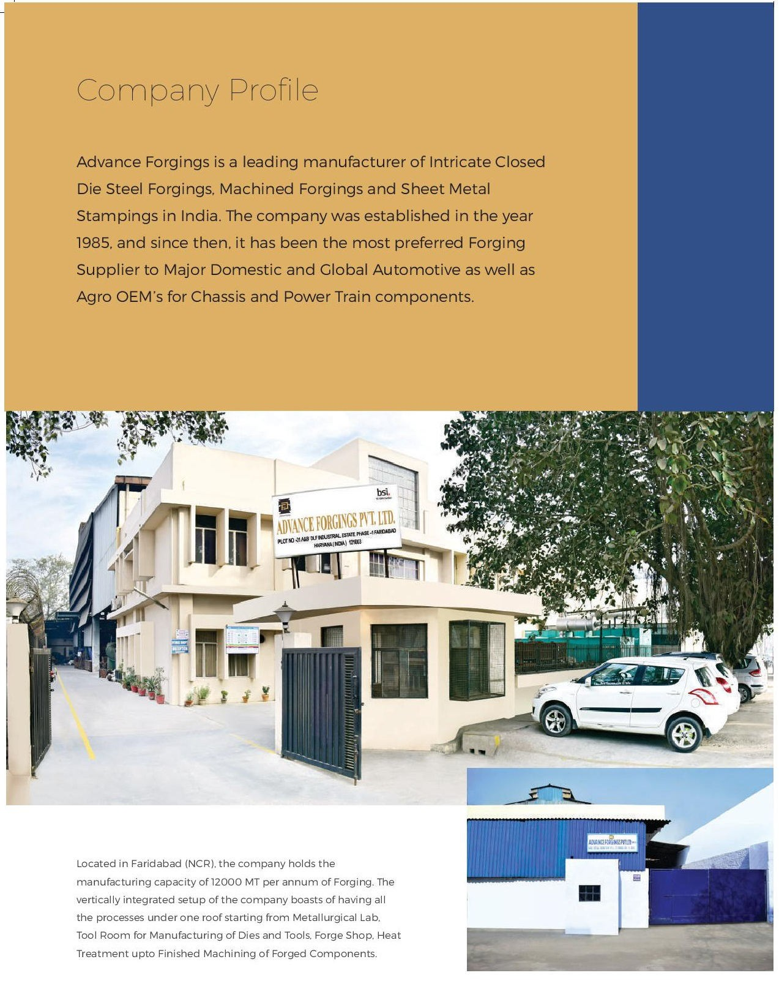 Company Profile
Advance Forgings is a leading manufacturer of Intricate Closed
Die Steel Forgings, Machined Forgings and Sheet Metal
Stampings in India. The company was established in the year
1985, and since then, it has been the most preferred Forging
Supplier to Major Domestic and Global Automotive as well as
Agro OEM's for Chassis and Power Train components.
bsi.
ADVANCE FORGINGS PVT. LTD.
PLOT NO -31 A&B DLF INDUSTRIAL ESTATE PHASE -1 FARIDABAD
HARYANA ( INDIA ) 121003
RECEPTION
ADVANCE FORGINGS PVT.LTD
Located in Faridabad (NCR), the company holds the
manufacturing capacity of 12000 MT per annum of Forging. The
vertically integrated setup of the company boasts of having all
the processes under one roof starting from Metallurgical Lab,
Tool Room for Manufacturing of Dies and Tools, Forge Shop, Heat
Treatment upto Finished Machining of Forged Components.